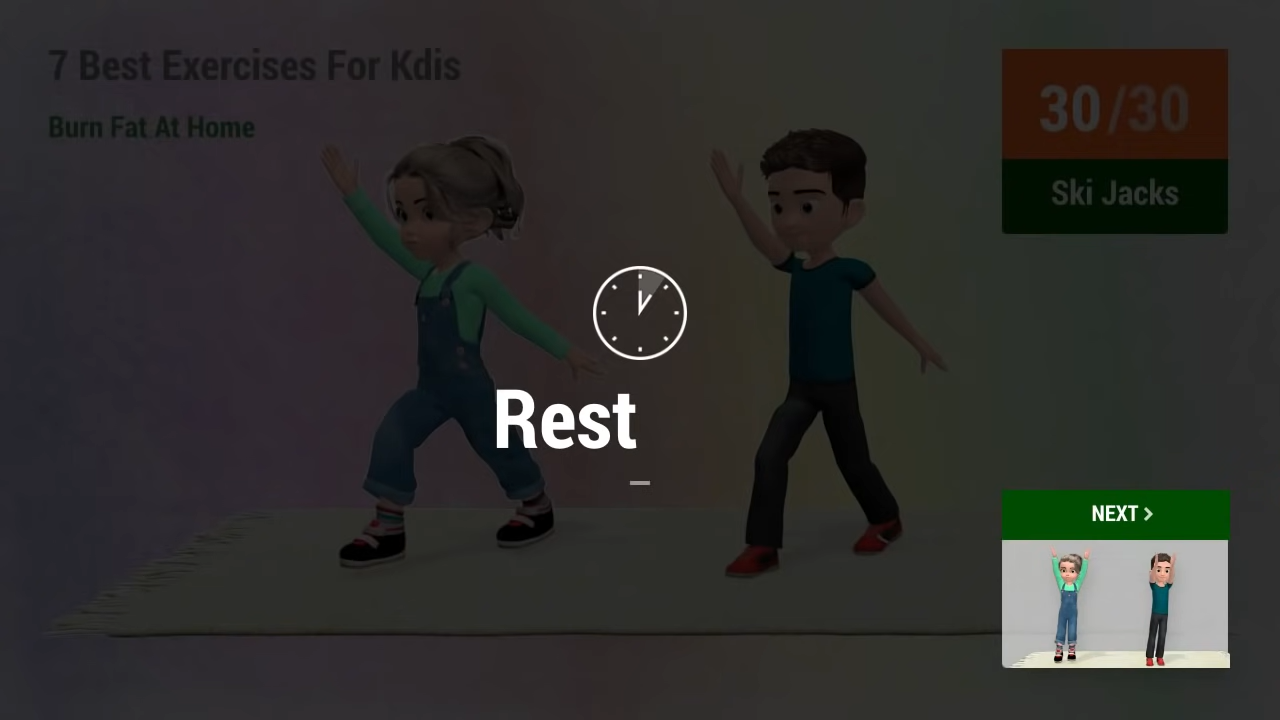 7 Best Exercises For Kdis
Burn Fat At Home
30/30
Ski Jacks
Rest
NEXT >